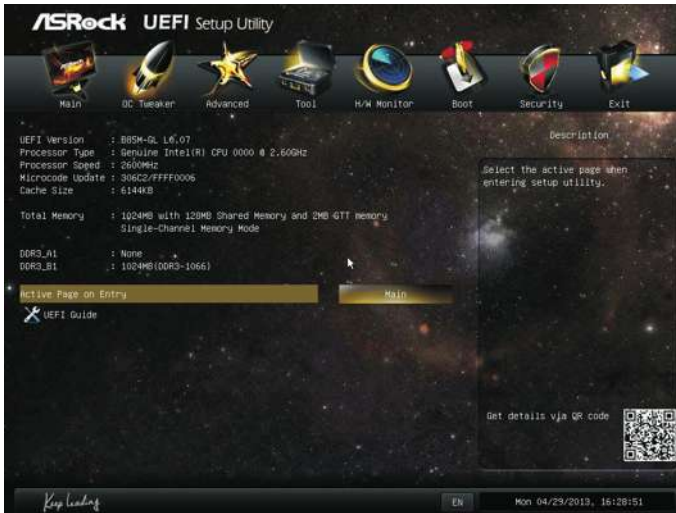 ASRock UEFI Setup Utility
Main OC Tweaker Advanced Tool H/W Monitor Boot Security Exit
UEFI Version : B85M-GL L0.07
Processor Type : Genuine Intel(R) CPU 0000 @ 2.60GHz
Processor Speed : 2600MHz
Microcode Update : 306C2/FFFF0006
Cache Size : 6144KB
Total Memory : 1024MB with 128MB Shared Memory and 2MB GTT memory
Single-Channel Memory Mode
DDR3_A1 : None
DDR3_B1 : 1024MB(DDR3-1066)
Active Page on Entry Main
UEFI Guide
Description
Select the active page when
entering setup utility.
Get details via QR code
Keep Leading
EN Mon 04/29/2013, 16:28:51